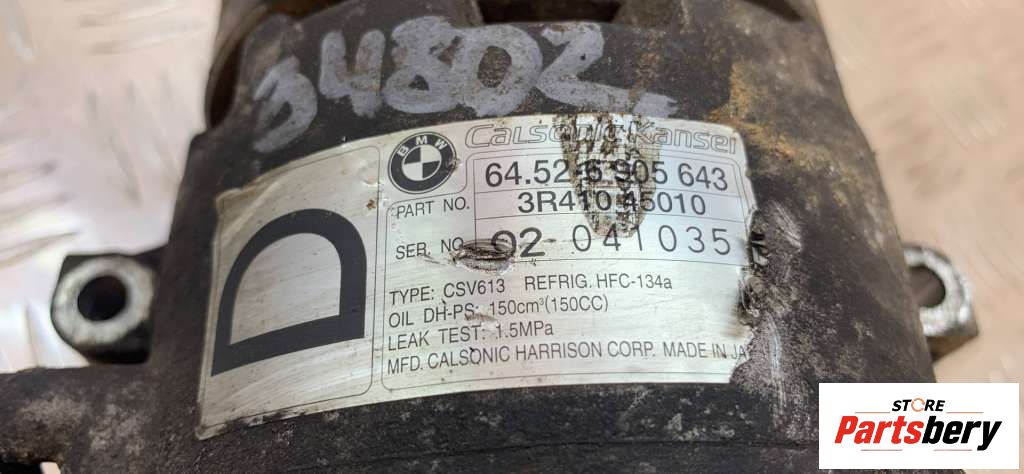 34802
BMW
Calsonic Kansei
64.52-6 905 643
PART NO.
3R410 45010
SER. NO.
02 041035
D
TYPE: CSV613 REFRIG. HFC-134a
OIL DH-PS: 150cm³(150CC)
LEAK TEST: 1.5MPa
MFD. CALSONIC HARRISON CORP. MADE IN JA
STORE
Partsbery